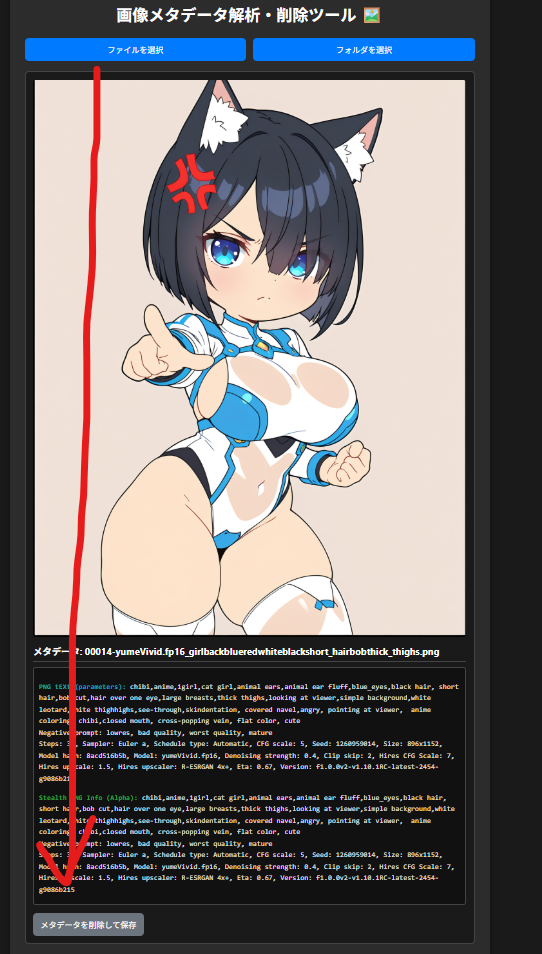 画像メタデータ解析・削除ツール 🖼️
ファイルを選択
フォルダを選択
メタデータ: 00014-yumeVivid.fp16_girlbackblueredwhiteblackshort_hairbobthick_thighs.png
PNG tEXt (parameters): chibi,anime,1girl,cat girl,animal ears,animal ear fluff,blue_eyes,black hair, short
hair,bob cut,hair over one eye,large breasts,thick thighs,looking at viewer,simple background,white
leotard,white thighhighs,see-through,skindentation, covered navel,angry, pointing at viewer,  anime
coloring, chibi,closed mouth, cross-popping vein, flat color, cute
Negative prompt: lowres, bad quality, worst quality, mature
Steps: Sampler: Euler a, Schedule type: Automatic, CFG scale: 5, Seed: 1260959014, Size: 896x1152,
Model hash: 8acd516b5b, Model: yumeVivid.fp16, Denoising strength: 0.4, Clip skip: 2, Hires CFG Scale: 7,
Hires upscale: 1.5, Hires upscaler: R-ESRGAN 4x+, Eta: 0.67, Version: f1.0.0v2-v1.10.1RC-latest-2454-
g9086b215
Stealth PNG Info (Alpha): chibi,anime,1girl,cat girl,animal ears,animal ear fluff,blue_eyes,black hair,
short hair,bob cut,hair over one eye,large breasts,thick thighs,looking at viewer,simple background,white
leotard,white thighhighs,see-through,skindentation, covered navel,angry, pointing at viewer,  anime
coloring, chibi,closed mouth, cross-popping vein, flat color, cute
Negative prompt: lowres, bad quality, worst quality, mature
Steps: Sampler: Euler a, Schedule type: Automatic, CFG scale: 5, Seed: 1260959014, Size: 896x1152,
Model hash: 8acd516b5b, Model: yumeVivid.fp16, Denoising strength: 0.4, Clip skip: 2, Hires CFG Scale: 7,
Hires upscale: 1.5, Hires upscaler: R-ESRGAN 4x+, Eta: 0.67, Version: f1.0.0v2-v1.10.1RC-latest-2454-
g9086b215
メタデータを削除して保存